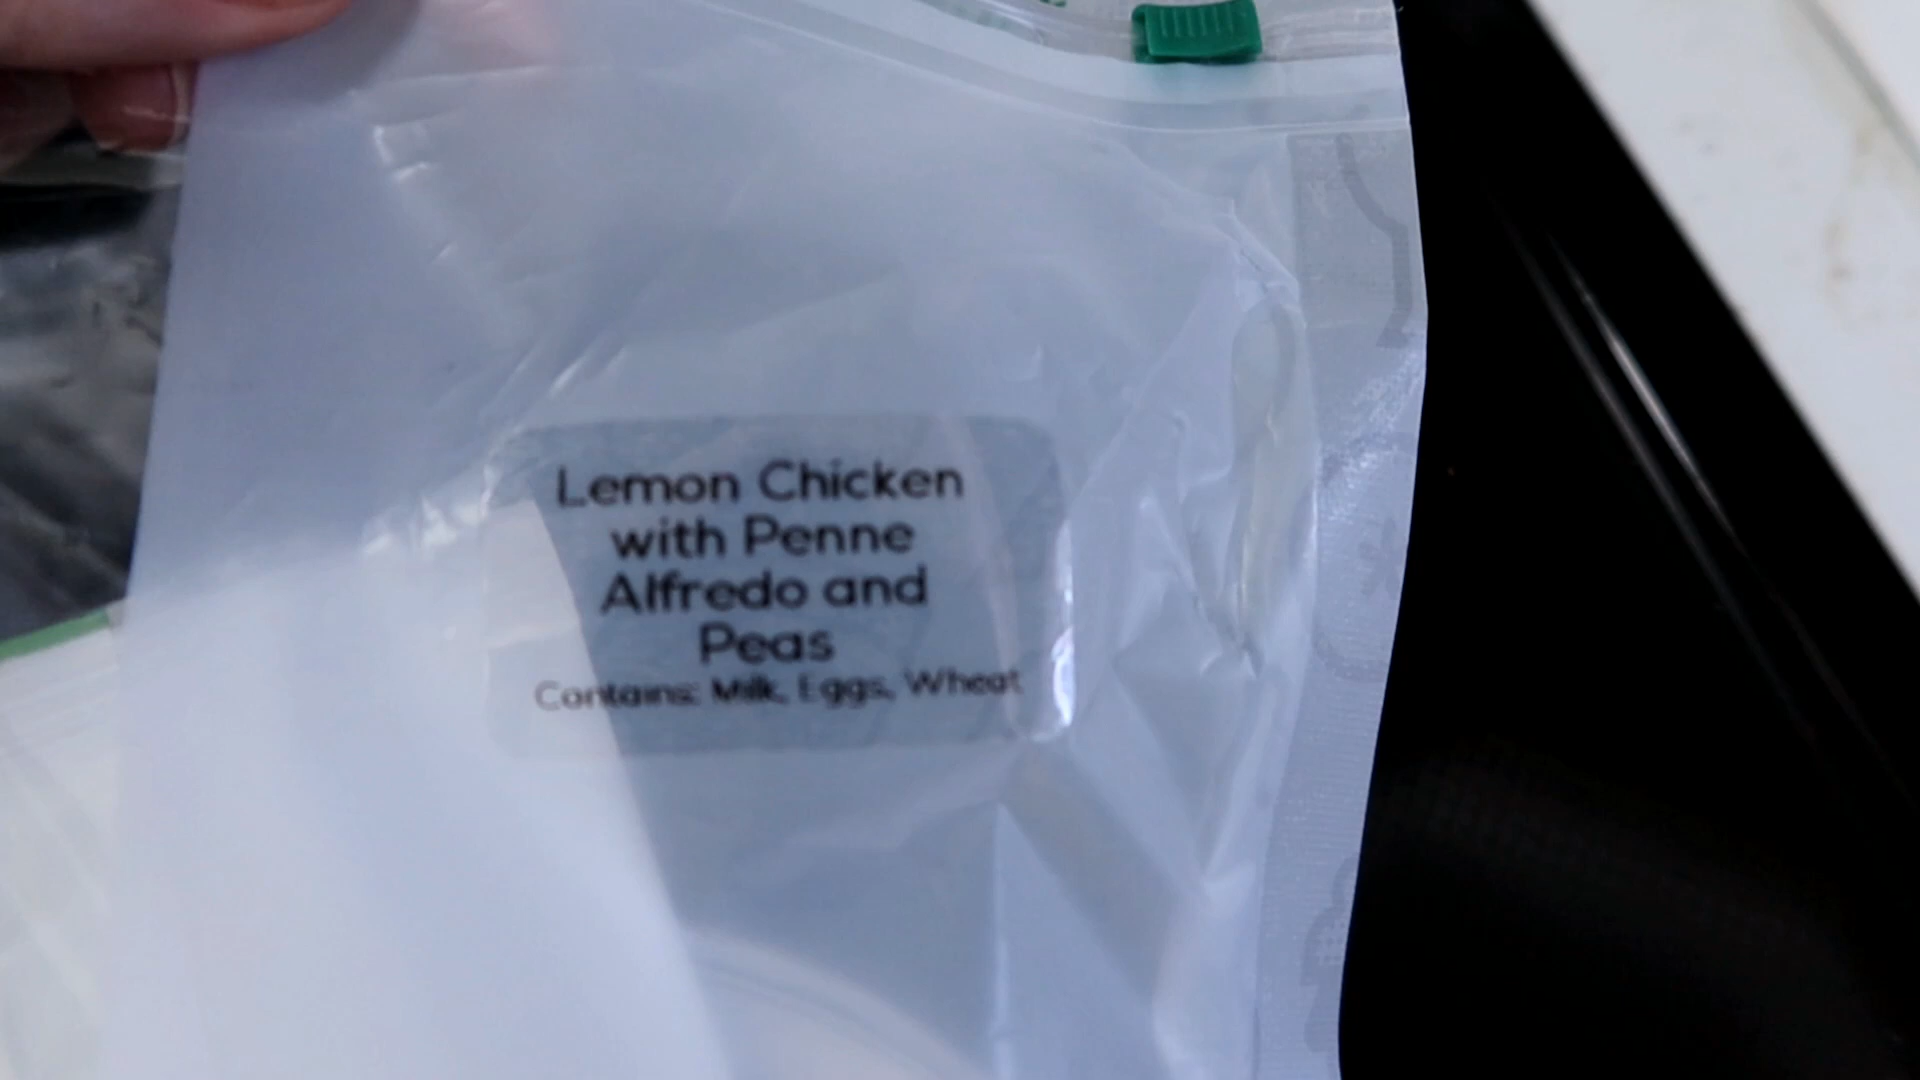 Lemon Chicken
with Penne
Alfredo and
Peas
Contains: Milk, Eggs, Wheat